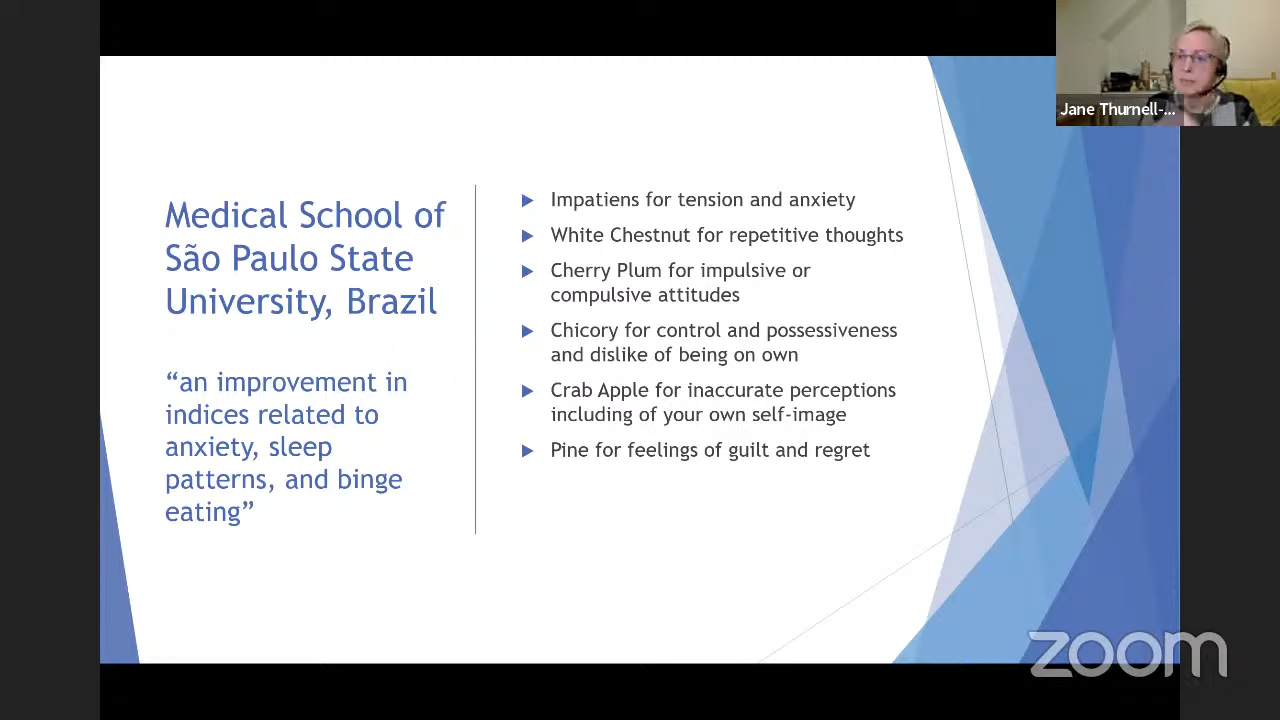 Jane Thurnell-...
Medical School of
São Paulo State
University, Brazil
“an improvement in
indices related to
anxiety, sleep
patterns, and binge
eating”
Impatiens for tension and anxiety
White Chestnut for repetitive thoughts
Cherry Plum for impulsive or
compulsive attitudes
Chicory for control and possessiveness
and dislike of being on own
Crab Apple for inaccurate perceptions
including of your own self-image
Pine for feelings of guilt and regret
zoom